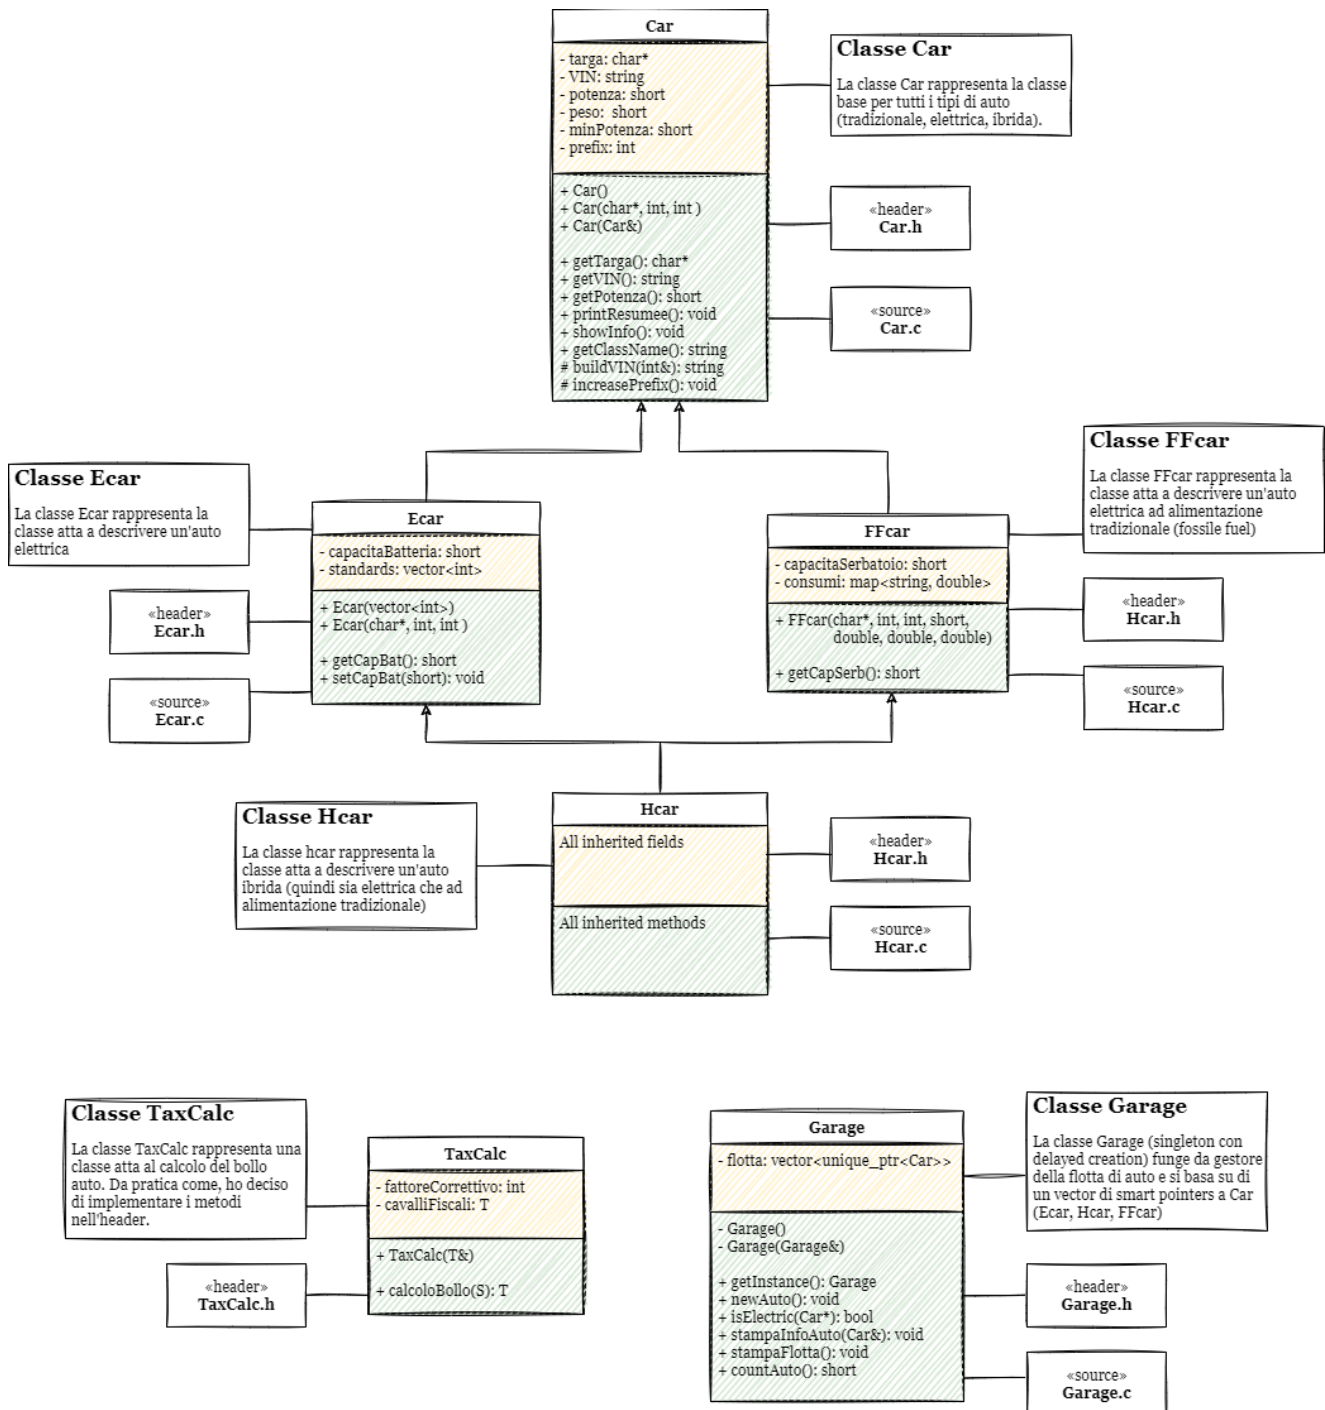 Car
- targa: char*
- VIN: string
- potenza: short
- peso:  short
- minPotenza: short
- prefix: int
+ Car()
+ Car(char*, int, int )
+ Car(Car&)
+ getTarga(): char*
+ getVIN(): string
+ getPotenza(): short
+ printResumee(): void
+ showInfo(): void
+ getClassName(): string
# buildVIN(int&): string
# increasePrefix(): void
Classe Car
La classe Car rappresenta la classe
base per tutti i tipi di auto
(tradizionale, elettrica, ibrida).
«header»
Car.h
«source»
Car.c
Classe Ecar
La classe Ecar rappresenta la
classe atta a descrivere un'auto
elettrica
«header»
Ecar.h
«source»
Ecar.c
Ecar
- capacitaBatteria: short
- standards: vector<int>
+ Ecar(vector<int>)
+ Ecar(char*, int, int )
+ getCapBat(): short
+ setCapBat(short): void
FFcar
- capacitaSerbatoio: short
- consumi: map<string, double>
+ FFcar(char*, int, int, short,
double, double, double)
+ getCapSerb(): short
Classe FFcar
La classe FFcar rappresenta la
classe atta a descrivere un'auto
elettrica ad alimentazione
tradizionale (fossile fuel)
«header»
Hcar.h
«source»
Hcar.c
Classe Hcar
La classe hcar rappresenta la
classe atta a descrivere un'auto
ibrida (quindi sia elettrica che ad
alimentazione tradizionale)
Hcar
All inherited fields
All inherited methods
«header»
Hcar.h
«source»
Hcar.c
Classe TaxCalc
La classe TaxCalc rappresenta una
classe atta al calcolo del bollo
auto. Da pratica come, ho deciso
di implementare i metodi
nell'header.
«header»
TaxCalc.h
TaxCalc
- fattoreCorrettivo: int
- cavalliFiscali: T
+ TaxCalc(T&)
+ calcoloBollo(S): T
Garage
- flotta: vector<unique_ptr<Car>>
- Garage()
- Garage(Garage&)
+ getInstance(): Garage
+ newAuto(): void
+ isElectric(Car*): bool
+ stampaInfoAuto(Car&): void
+ stampaFlotta(): void
+ countAuto(): short
Classe Garage
La classe Garage (singleton con
delayed creation) funge da gestore
della flotta di auto e si basa su di
un vector di smart pointers a Car
(Ecar, Hcar, FFcar)
«header»
Garage.h
«source»
Garage.c